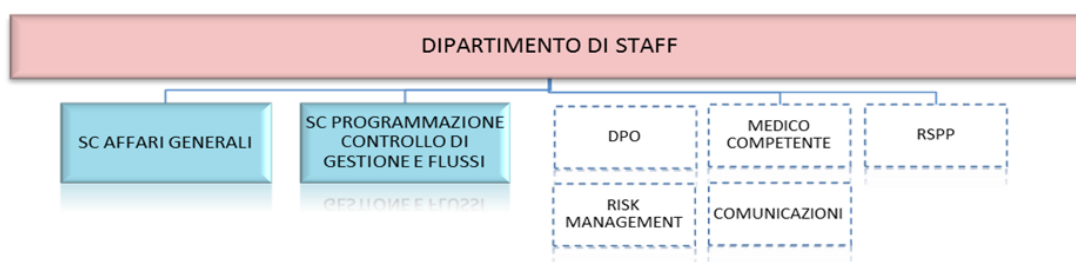 DIPARTIMENTO DI STAFF
SC AFFARI GENERALI
SC PROGRAMMAZIONE
CONTROLLO DI
GESTIONE E FLUSSI
DPO
MEDICO
COMPETENTE
RSPP
RISK
MANAGEMENT
COMUNICAZIONI